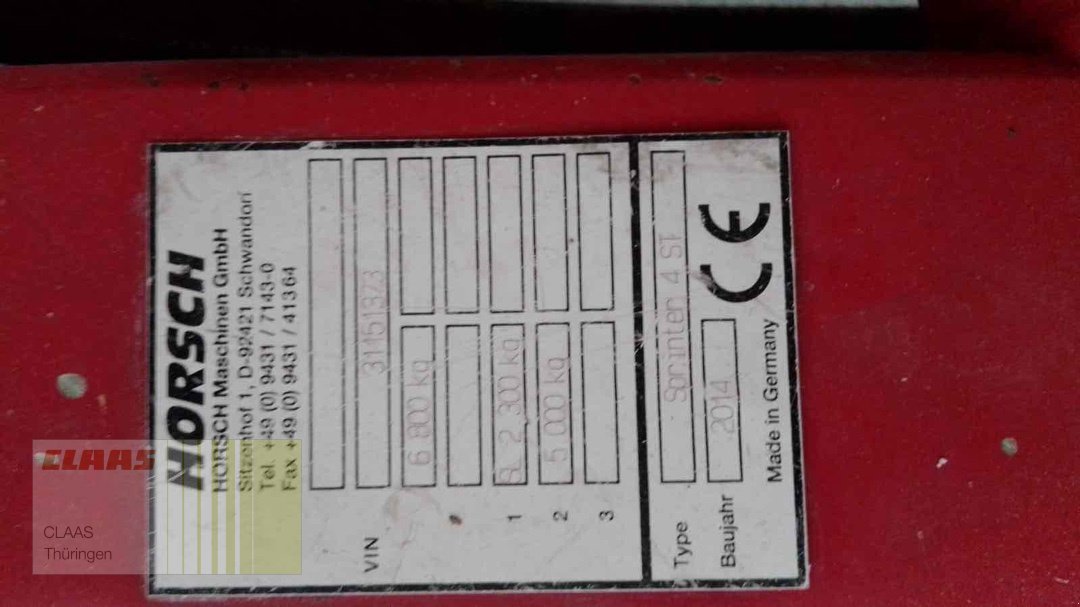 HORSCH
HORSCH Maschinen GmbH
Sitzenhof 1, D-92421 Schwandorf
Tel. +49 (0) 9431 / 7143-0
Fax +49 (0) 9431 / 41364
VIN 31151373
6 800 kg
1 A 2.300 kg
2 5 000 kg
3
Type Sprinter 4 ST
Baujahr 2014 CE
Made in Germany
CLAAS
CLAAS
Thüringen